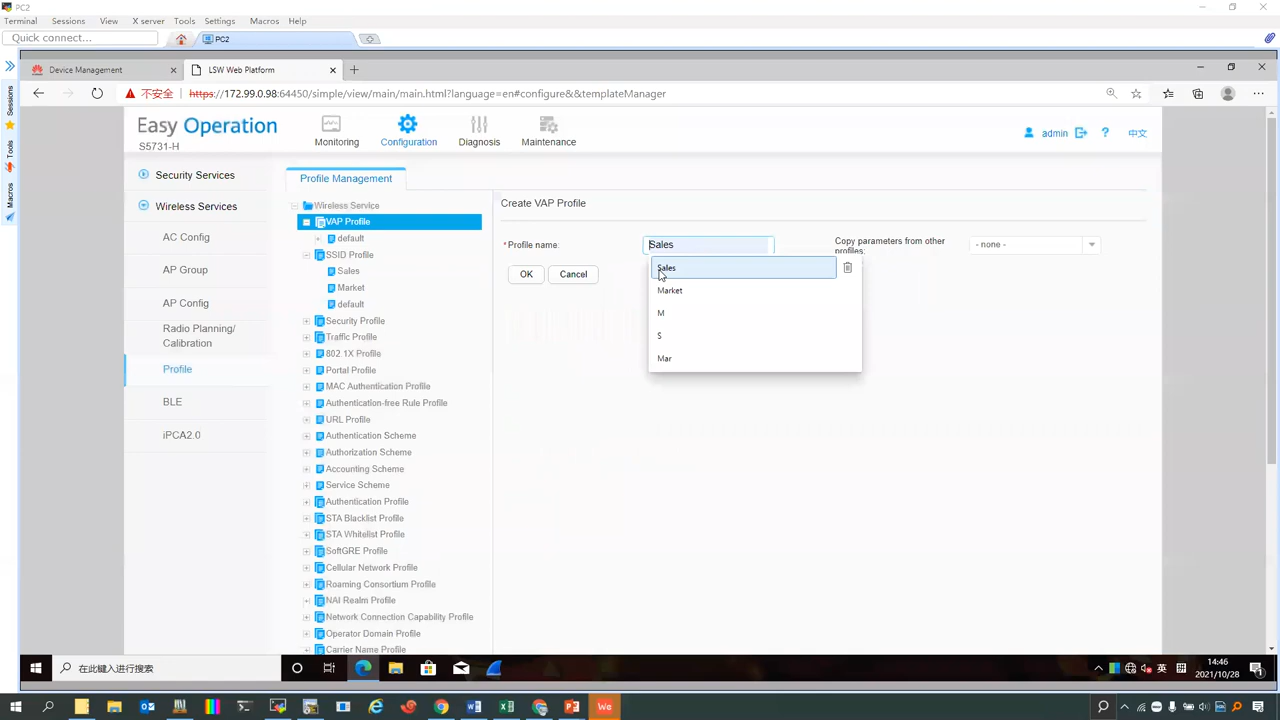 PC2
Terminal Sessions View X server Tools Settings Macros Help
Quick connect...
PC2
Sessions
Tools
Macros
Device Management
LSW Web Platform
不安全 https://172.99.0.98:64450/simple/view/main/main.html?language=en#configure&&templateManager
Easy Operation
S5731-H
Monitoring
Configuration
Diagnosis
Maintenance
admin
?
中文
Security Services
Wireless Services
AC Config
AP Group
AP Config
Radio Planning/
Calibration
Profile
BLE
iPCA2.0
Profile Management
Wireless Service
VAP Profile
default
SSID Profile
Sales
Market
default
Security Profile
Traffic Profile
802.1X Profile
Portal Profile
MAC Authentication Profile
Authentication-free Rule Profile
URL Profile
Authentication Scheme
Authorization Scheme
Accounting Scheme
Service Scheme
Authentication Profile
STA Blacklist Profile
STA Whitelist Profile
SoftGRE Profile
Cellular Network Profile
Roaming Consortium Profile
NAI Realm Profile
Network Connection Capability Profile
Operator Domain Profile
Carrier Name Profile
Create VAP Profile
*Profile name:
Sales
Copy parameters from other
profiles:
- none -
OK
Cancel
Sales
Market
M
S
Mar
在此键入进行搜索
英
14:46
2021/10/28
1
We